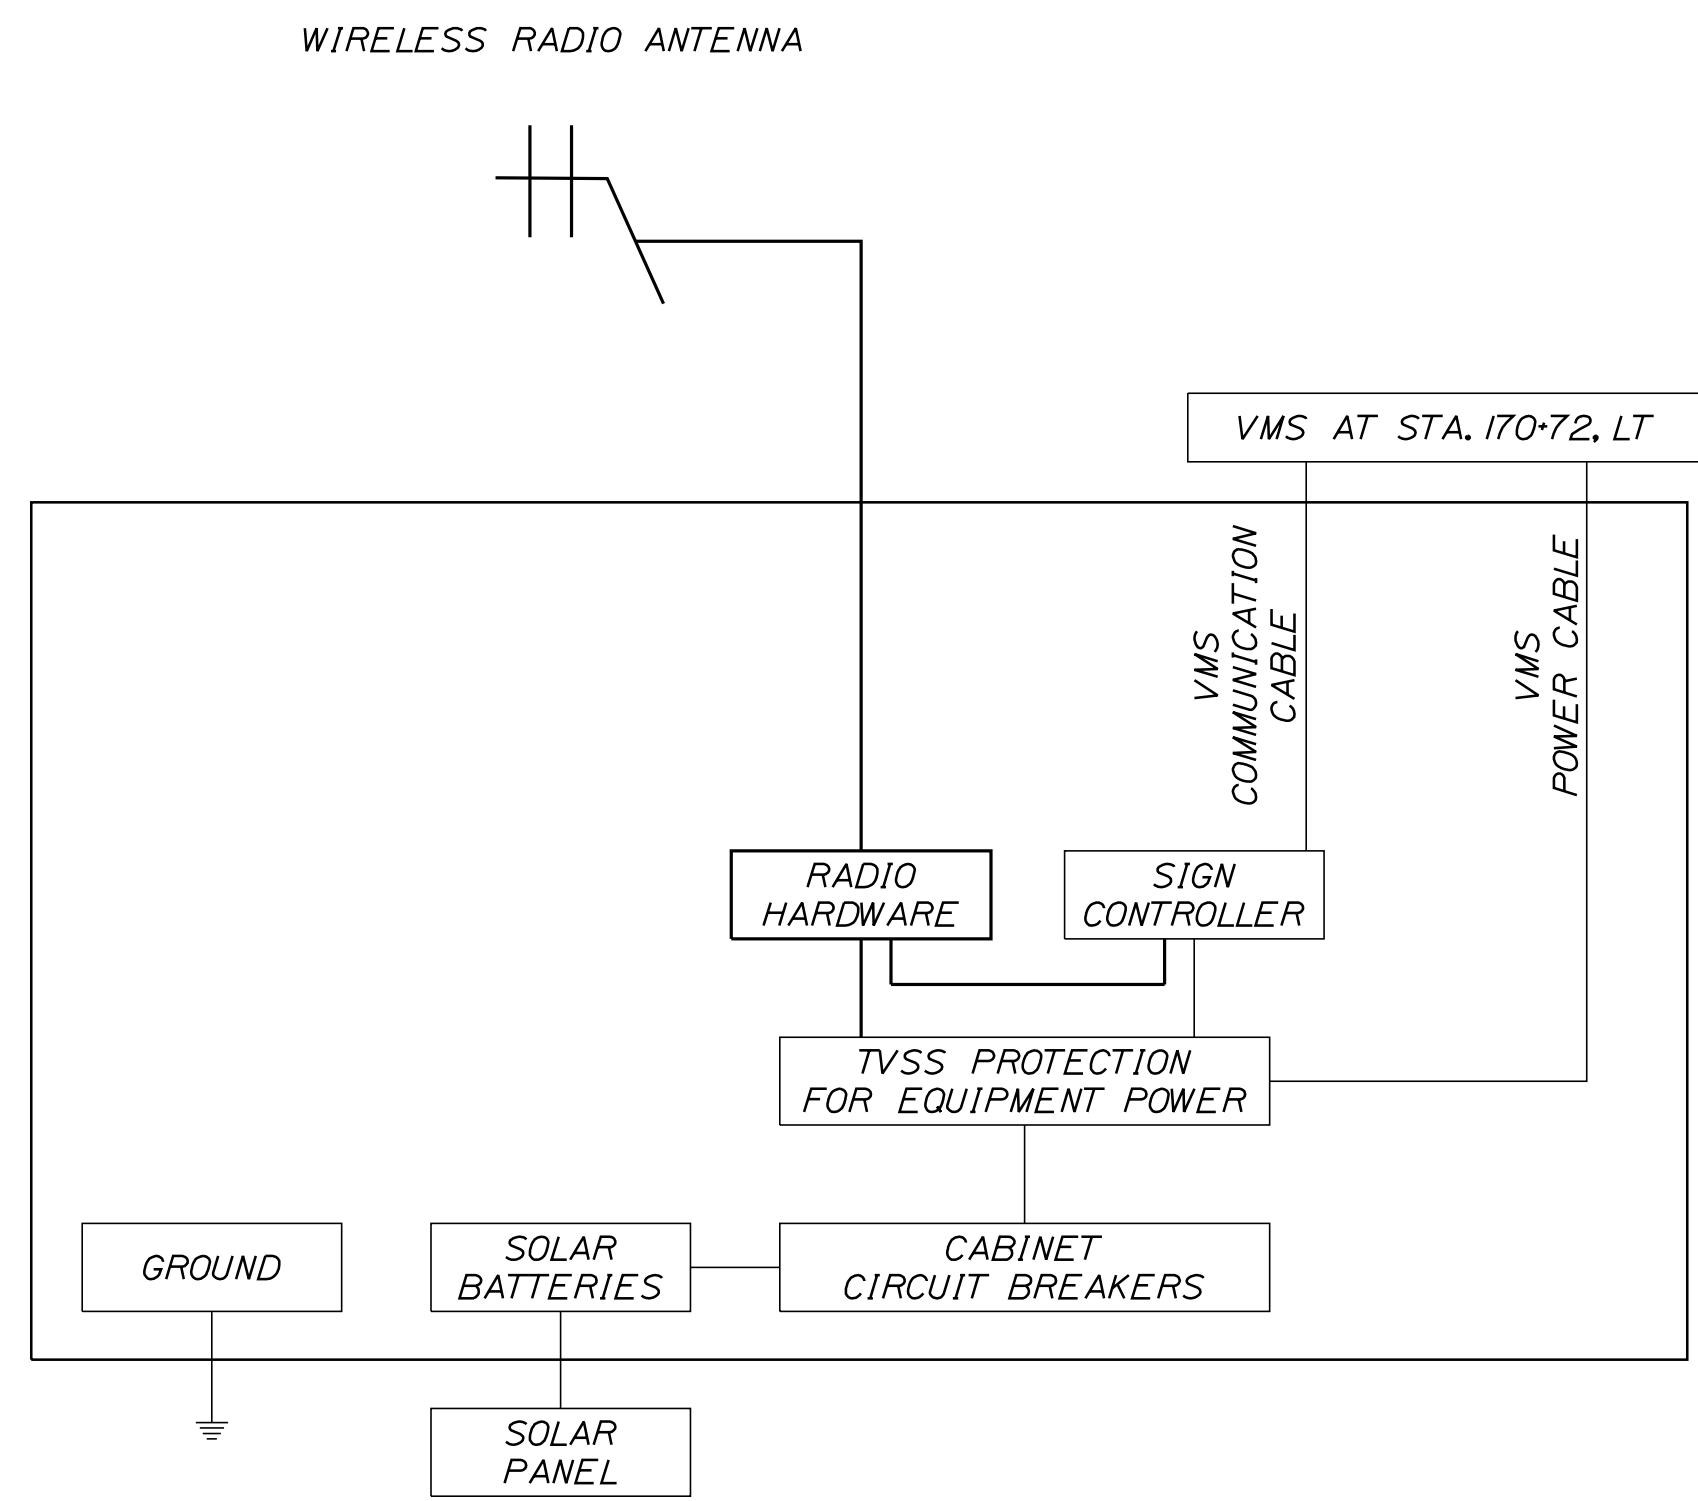 WIRELESS RADIO ANTENNA
VMS AT STA. 170+72, LT
VMS
COMMUNICATION
CABLE
VMS
POWER CABLE
RADIO
HARDWARE
SIGN
CONTROLLER
TVSS PROTECTION
FOR EQUIPMENT POWER
GROUND
SOLAR
BATTERIES
CABINET
CIRCUIT BREAKERS
SOLAR
PANEL